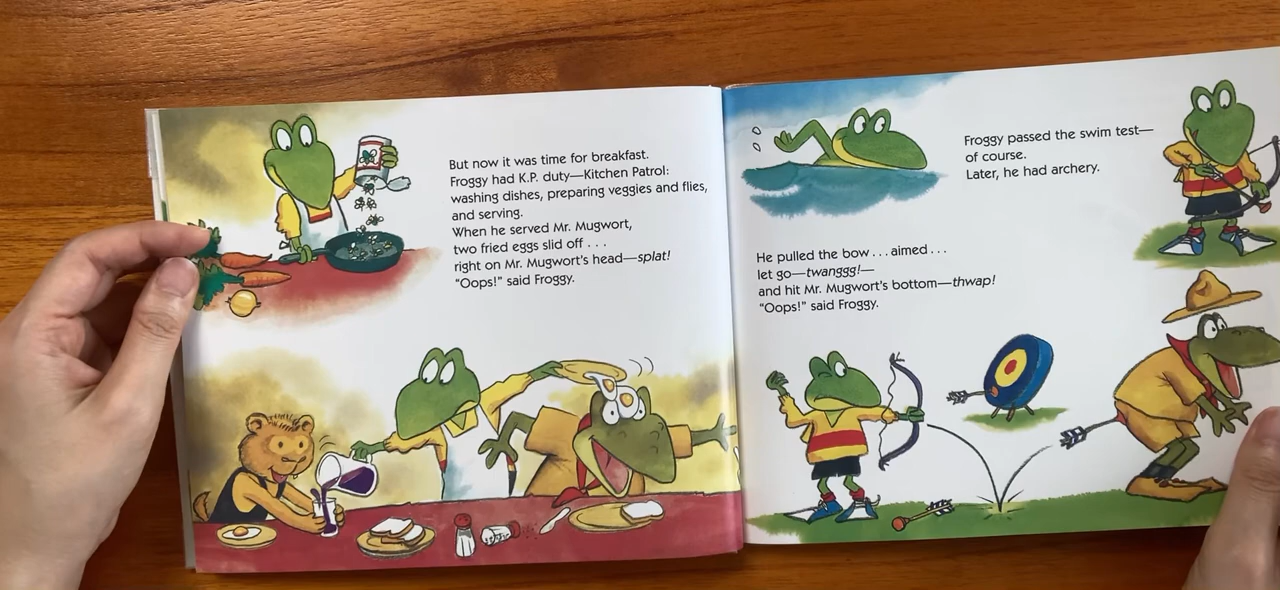 But now it was time for breakfast.
Froggy had K.P. duty—Kitchen Patrol:
washing dishes, preparing veggies and flies,
and serving.
When he served Mr. Mugwort,
two fried eggs slid off . . .
right on Mr. Mugwort's head—splat!
“Oops!” said Froggy.
Froggy passed the swim test—
of course.
Later, he had archery.
He pulled the bow . . . aimed . . .
let go—twanggg!—
and hit Mr. Mugwort's bottom—thwap!
“Oops!” said Froggy.